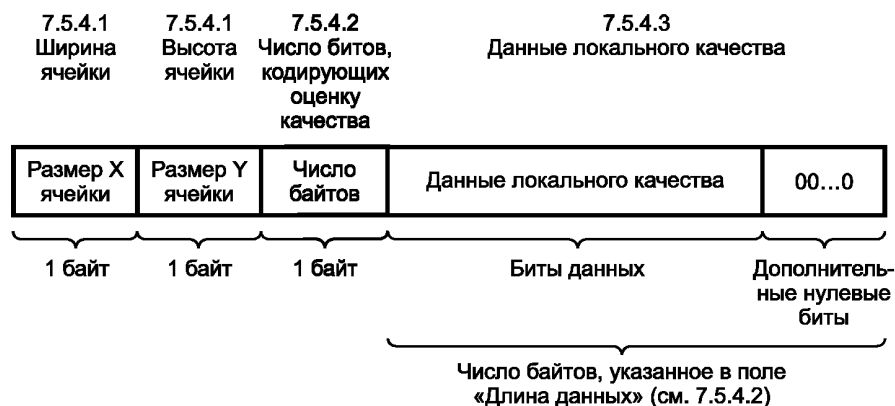 7.5.4.1
Ширина
ячейки
7.5.4.1
Высота
ячейки
7.5.4.2
Число битов,
кодирующих
оценку
качества
7.5.4.3
Данные локального качества
Размер X
ячейки
Размер Y
ячейки
Число
байтов
Данные локального качества
00...0
1 байт
1 байт
1 байт
Биты данных
Дополнитель-
ные нулевые
биты
Число байтов, указанное в поле
«Длина данных» (см. 7.5.4.2)